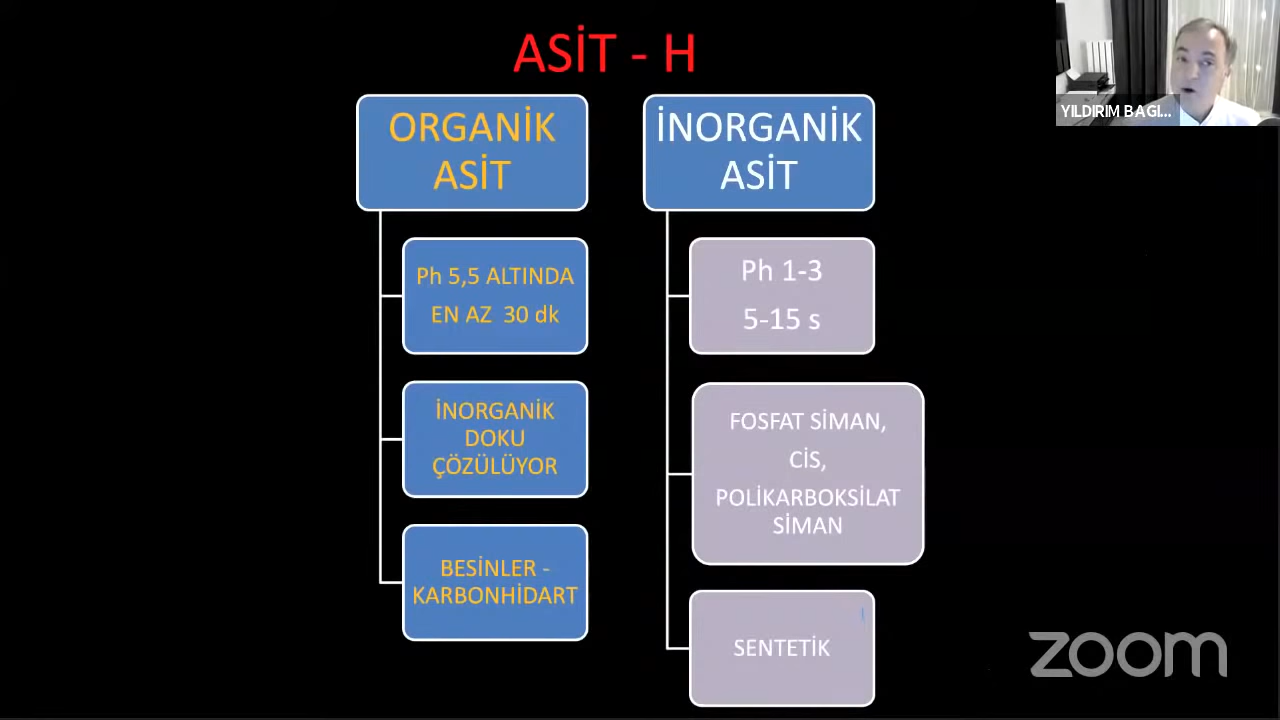 ASİT - H
ORGANİK
ASİT
Ph 5,5 ALTINDA
EN AZ 30 dk
İNORGANİK
DOKU
ÇÖZÜLÜYOR
BESİNLER -
KARBONHİDART
İNORGANİK
ASİT
Ph 1-3
5-15 s
FOSFAT SİMAN,
CİS,
POLİKARBOKSİLAT
SİMAN
SENTETİK
YILDIRIM BAGI...
zoom